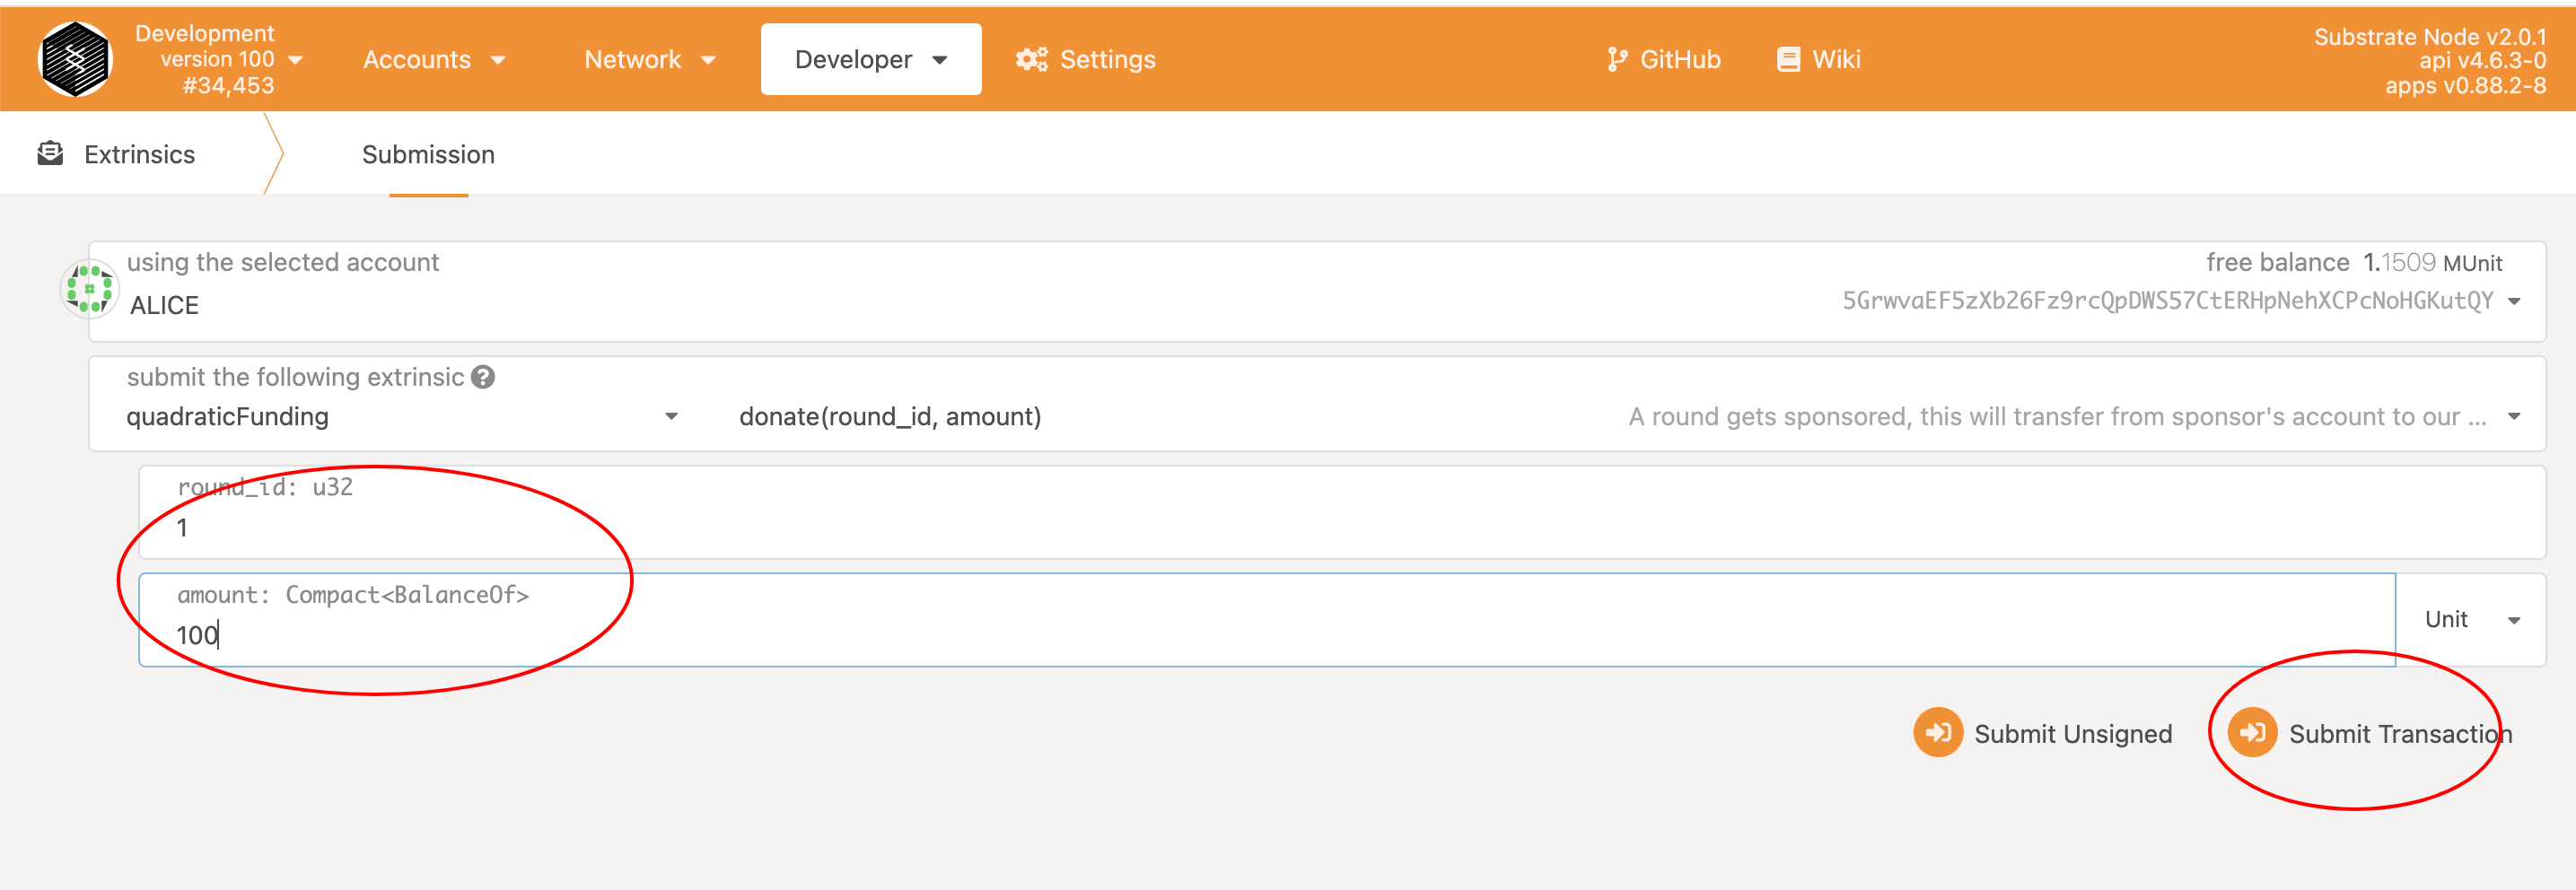 Development
version 100
#34,453
Accounts
Network
Developer
Settings
GitHub
Wiki
Substrate Node v2.0.1
api v4.6.3-0
apps v0.88.2-8
Extrinsics
Submission
using the selected account
ALICE
free balance 1.1509 MUnit
5GrwvaEF5zXb26Fz9rcQpDWS57CtERHpNehXCPcNoHGKutQY
submit the following extrinsic ?
quadraticFunding
donate(round_id, amount)
A round gets sponsored, this will transfer from sponsor's account to our ...
round_id: u32
1
amount: Compact<BalanceOf>
100
Unit
Submit Unsigned
Submit Transaction